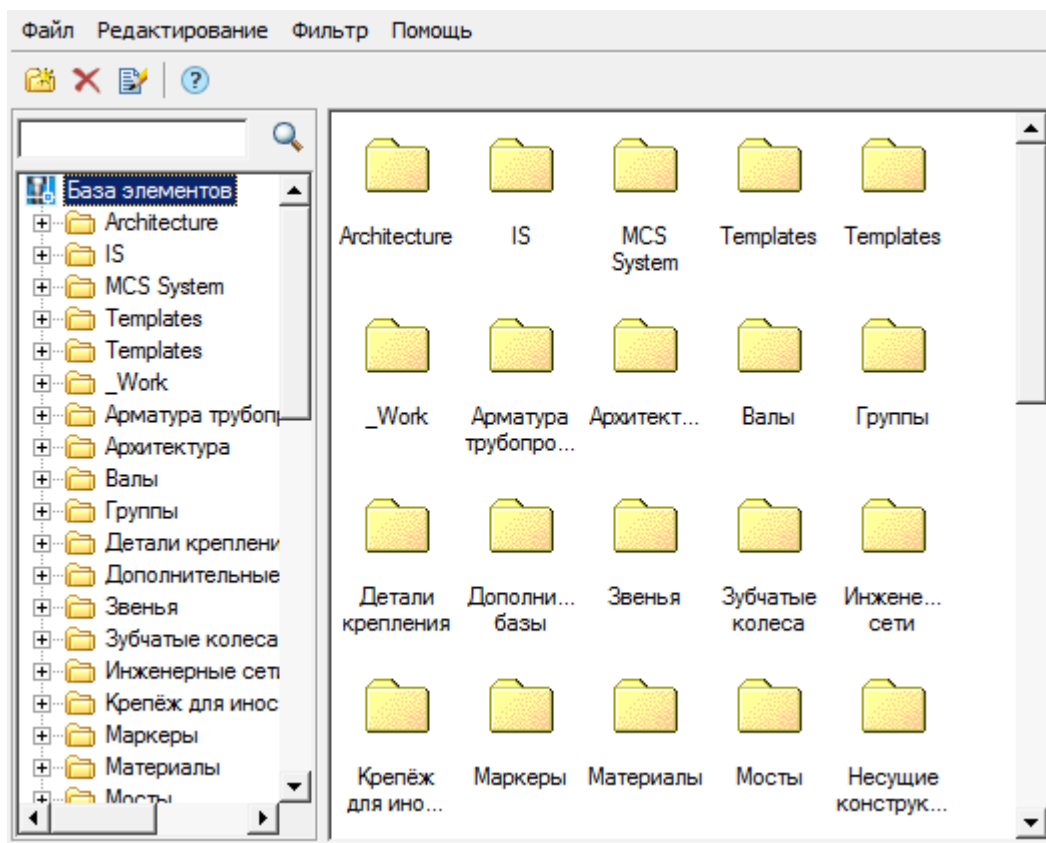 Файл Редактирование Фильтр Помощь
База элементов
Architecture
IS
MCS System
Templates
Templates
_Work
Арматура трубопр
Архитектура
Валы
Группы
Детали креплени
Дополнительные
Звенья
Зубчатые колеса
Инженерные сети
Крепёж для инос
Маркеры
Материалы
Мосты
Architecture IS MCS Templates Templates
System
_Work Арматура Архитект... Валы Группы
трубопро...
Детали Дополни... Звенья Зубчатые Инжене...
крепления базы колеса сети
Крепёж Маркеры Материалы Мосты Несущие
для ино... конструк...